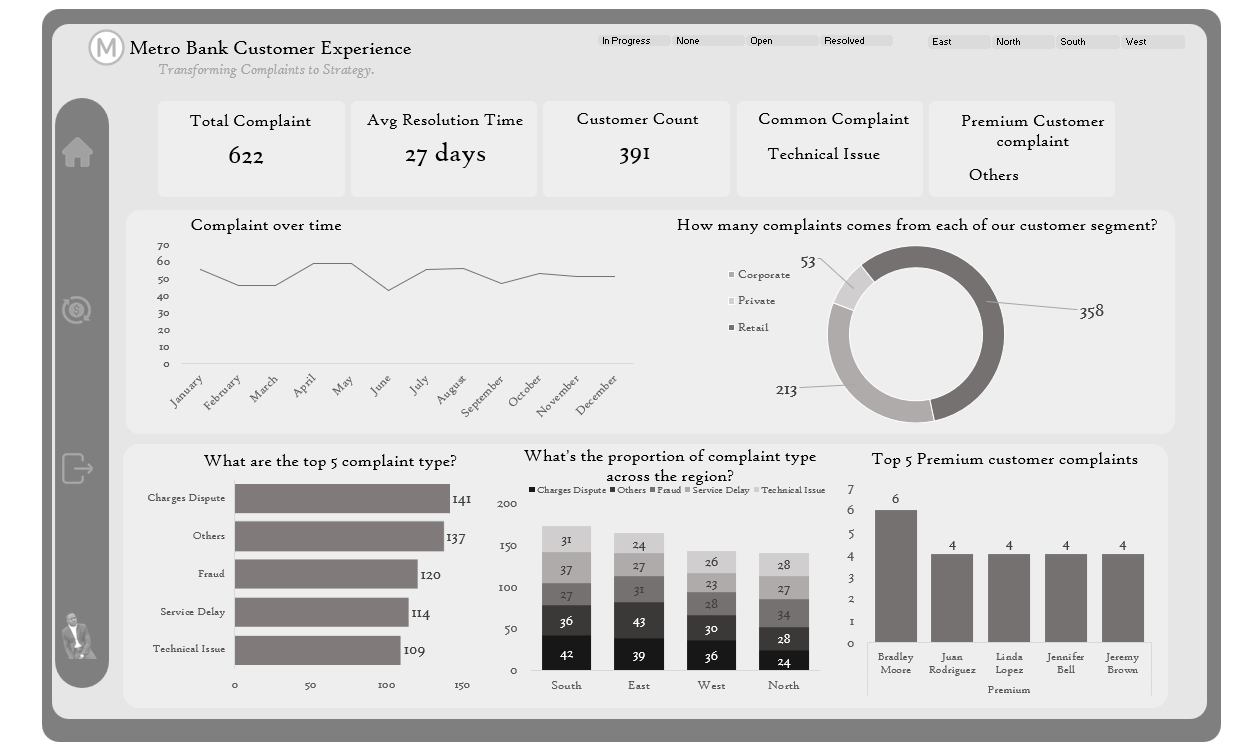 M Metro Bank Customer Experience
Transforming Complaints to Strategy.
In Progress None Open Resolved
East North South West
Total Complaint
622
Avg Resolution Time
27 days
Customer Count
391
Common Complaint
Technical Issue
Premium Customer
complaint
Others
Complaint over time
70
60
50
40
30
20
10
0
January February March April May June July August September October November December
How many complaints comes from each of our customer segment?
Corporate
Private
Retail
53
358
213
What are the top 5 complaint type?
Charges Dispute 141
Others 137
Fraud 120
Service Delay 114
Technical Issue 109
0 50 100 150
What's the proportion of complaint type
across the region?
Charges Dispute Others Fraud Service Delay Technical Issue
200
150
100
50
0
31 24 26 28
37 27 23 27
27 31 28 34
36 43 30 28
42 39 36 24
South East West North
Top 5 Premium customer complaints
7
6
5
4
3
2
1
0
6 4 4 4 4
Bradley Juan Linda Jennifer Jeremy
Moore Rodriguez Lopez Bell Brown
Premium